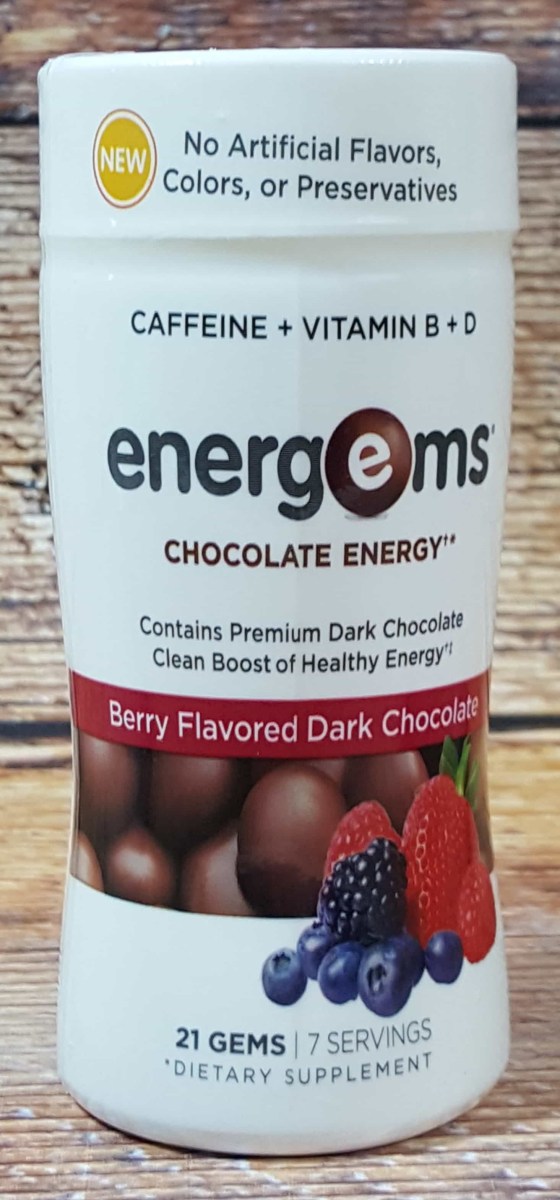 NEW
No Artificial Flavors,
Colors, or Preservatives
CAFFEINE + VITAMIN B + D
energems
CHOCOLATE ENERGY†*
Contains Premium Dark Chocolate
Clean Boost of Healthy Energy†‡
Berry Flavored Dark Chocolate
21 GEMS | 7 SERVINGS
*DIETARY SUPPLEMENT